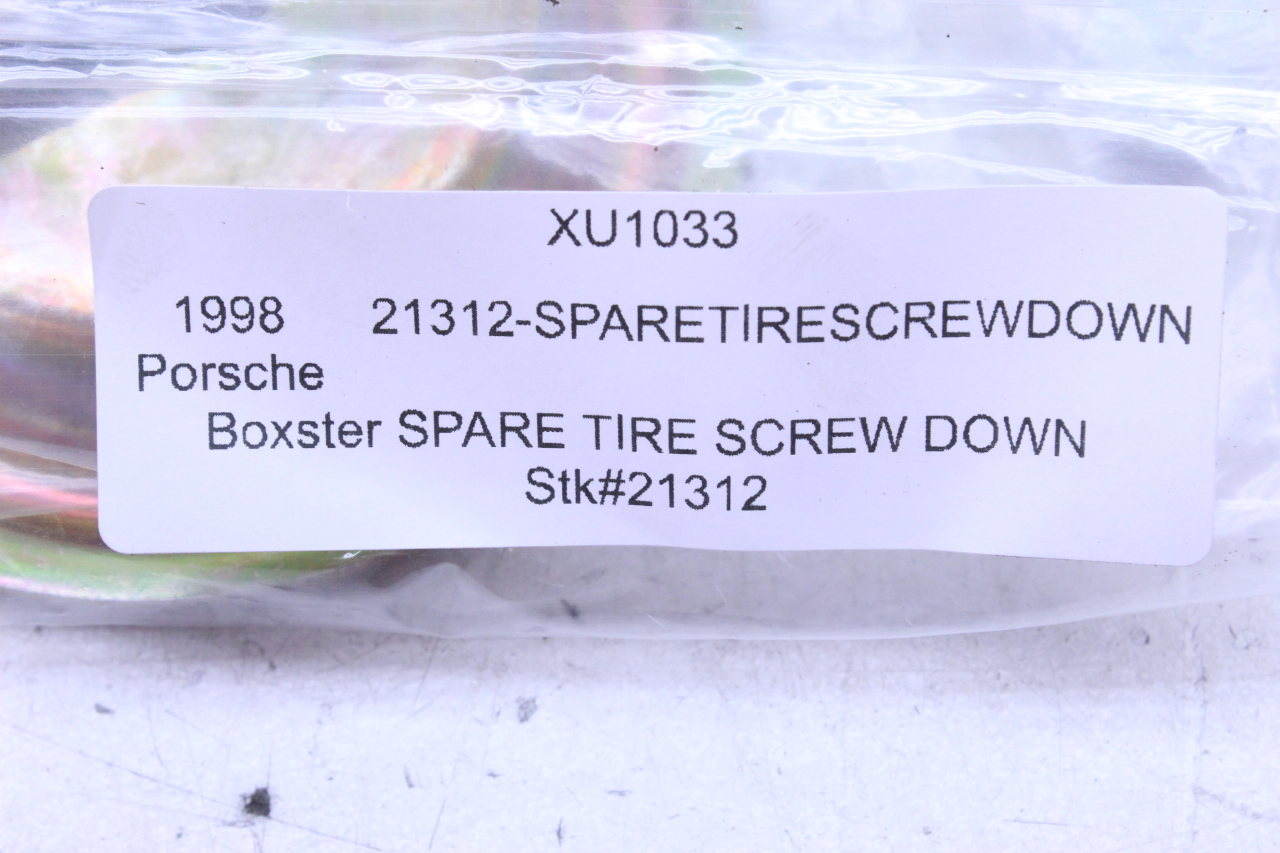 XU1033
1998 21312-SPARETIRESCREWDOWN
Porsche
Boxster SPARE TIRE SCREW DOWN
Stk#21312